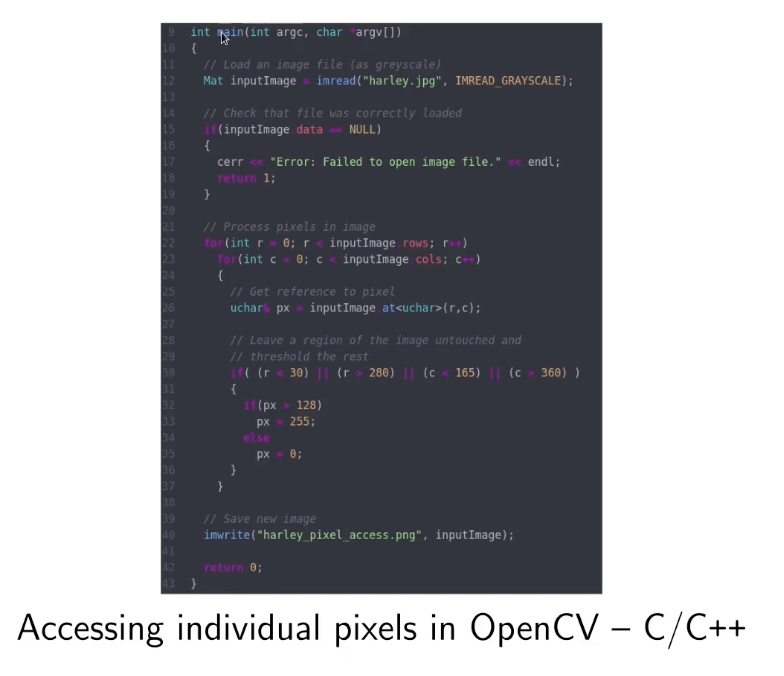 9 int main(int argc, char *argv[])
10 {
11 // Load an image file (as greyscale)
12 Mat inputImage = imread("harley.jpg", IMREAD_GRAYSCALE);
13
14 // Check that file was correctly loaded
15 if(inputImage.data == NULL)
16 {
17 cerr << "Error: Failed to open image file." << endl;
18 return 1;
19 }
20
21 // Process pixels in image
22 for(int r = 0; r < inputImage.rows; r++)
23 for(int c = 0; c < inputImage.cols; c++)
24 {
25 // Get reference to pixel
26 uchar& px = inputImage.at<uchar>(r,c);
27
28 // Leave a region of the image untouched and
29 // threshold the rest
30 if( (r < 30) || (r > 280) || (c < 165) || (c > 360) )
31 {
32 if(px > 128)
33 px = 255;
34 else
35 px = 0;
36 }
37 }
38
39 // Save new image
40 imwrite("harley_pixel_access.png", inputImage);
41
42 return 0;
43 }
Accessing individual pixels in OpenCV – C/C++